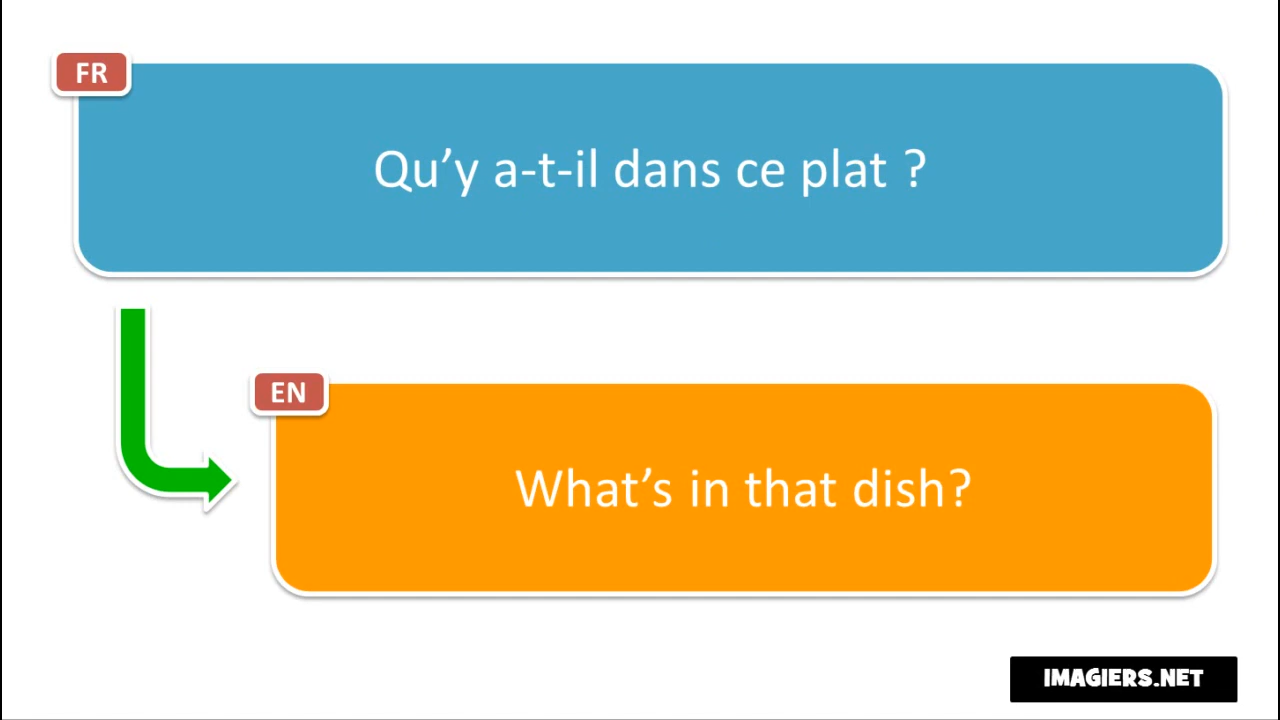 FR
Qu’y a-t-il dans ce plat ?
EN
What’s in that dish?
IMAGIERS.NET